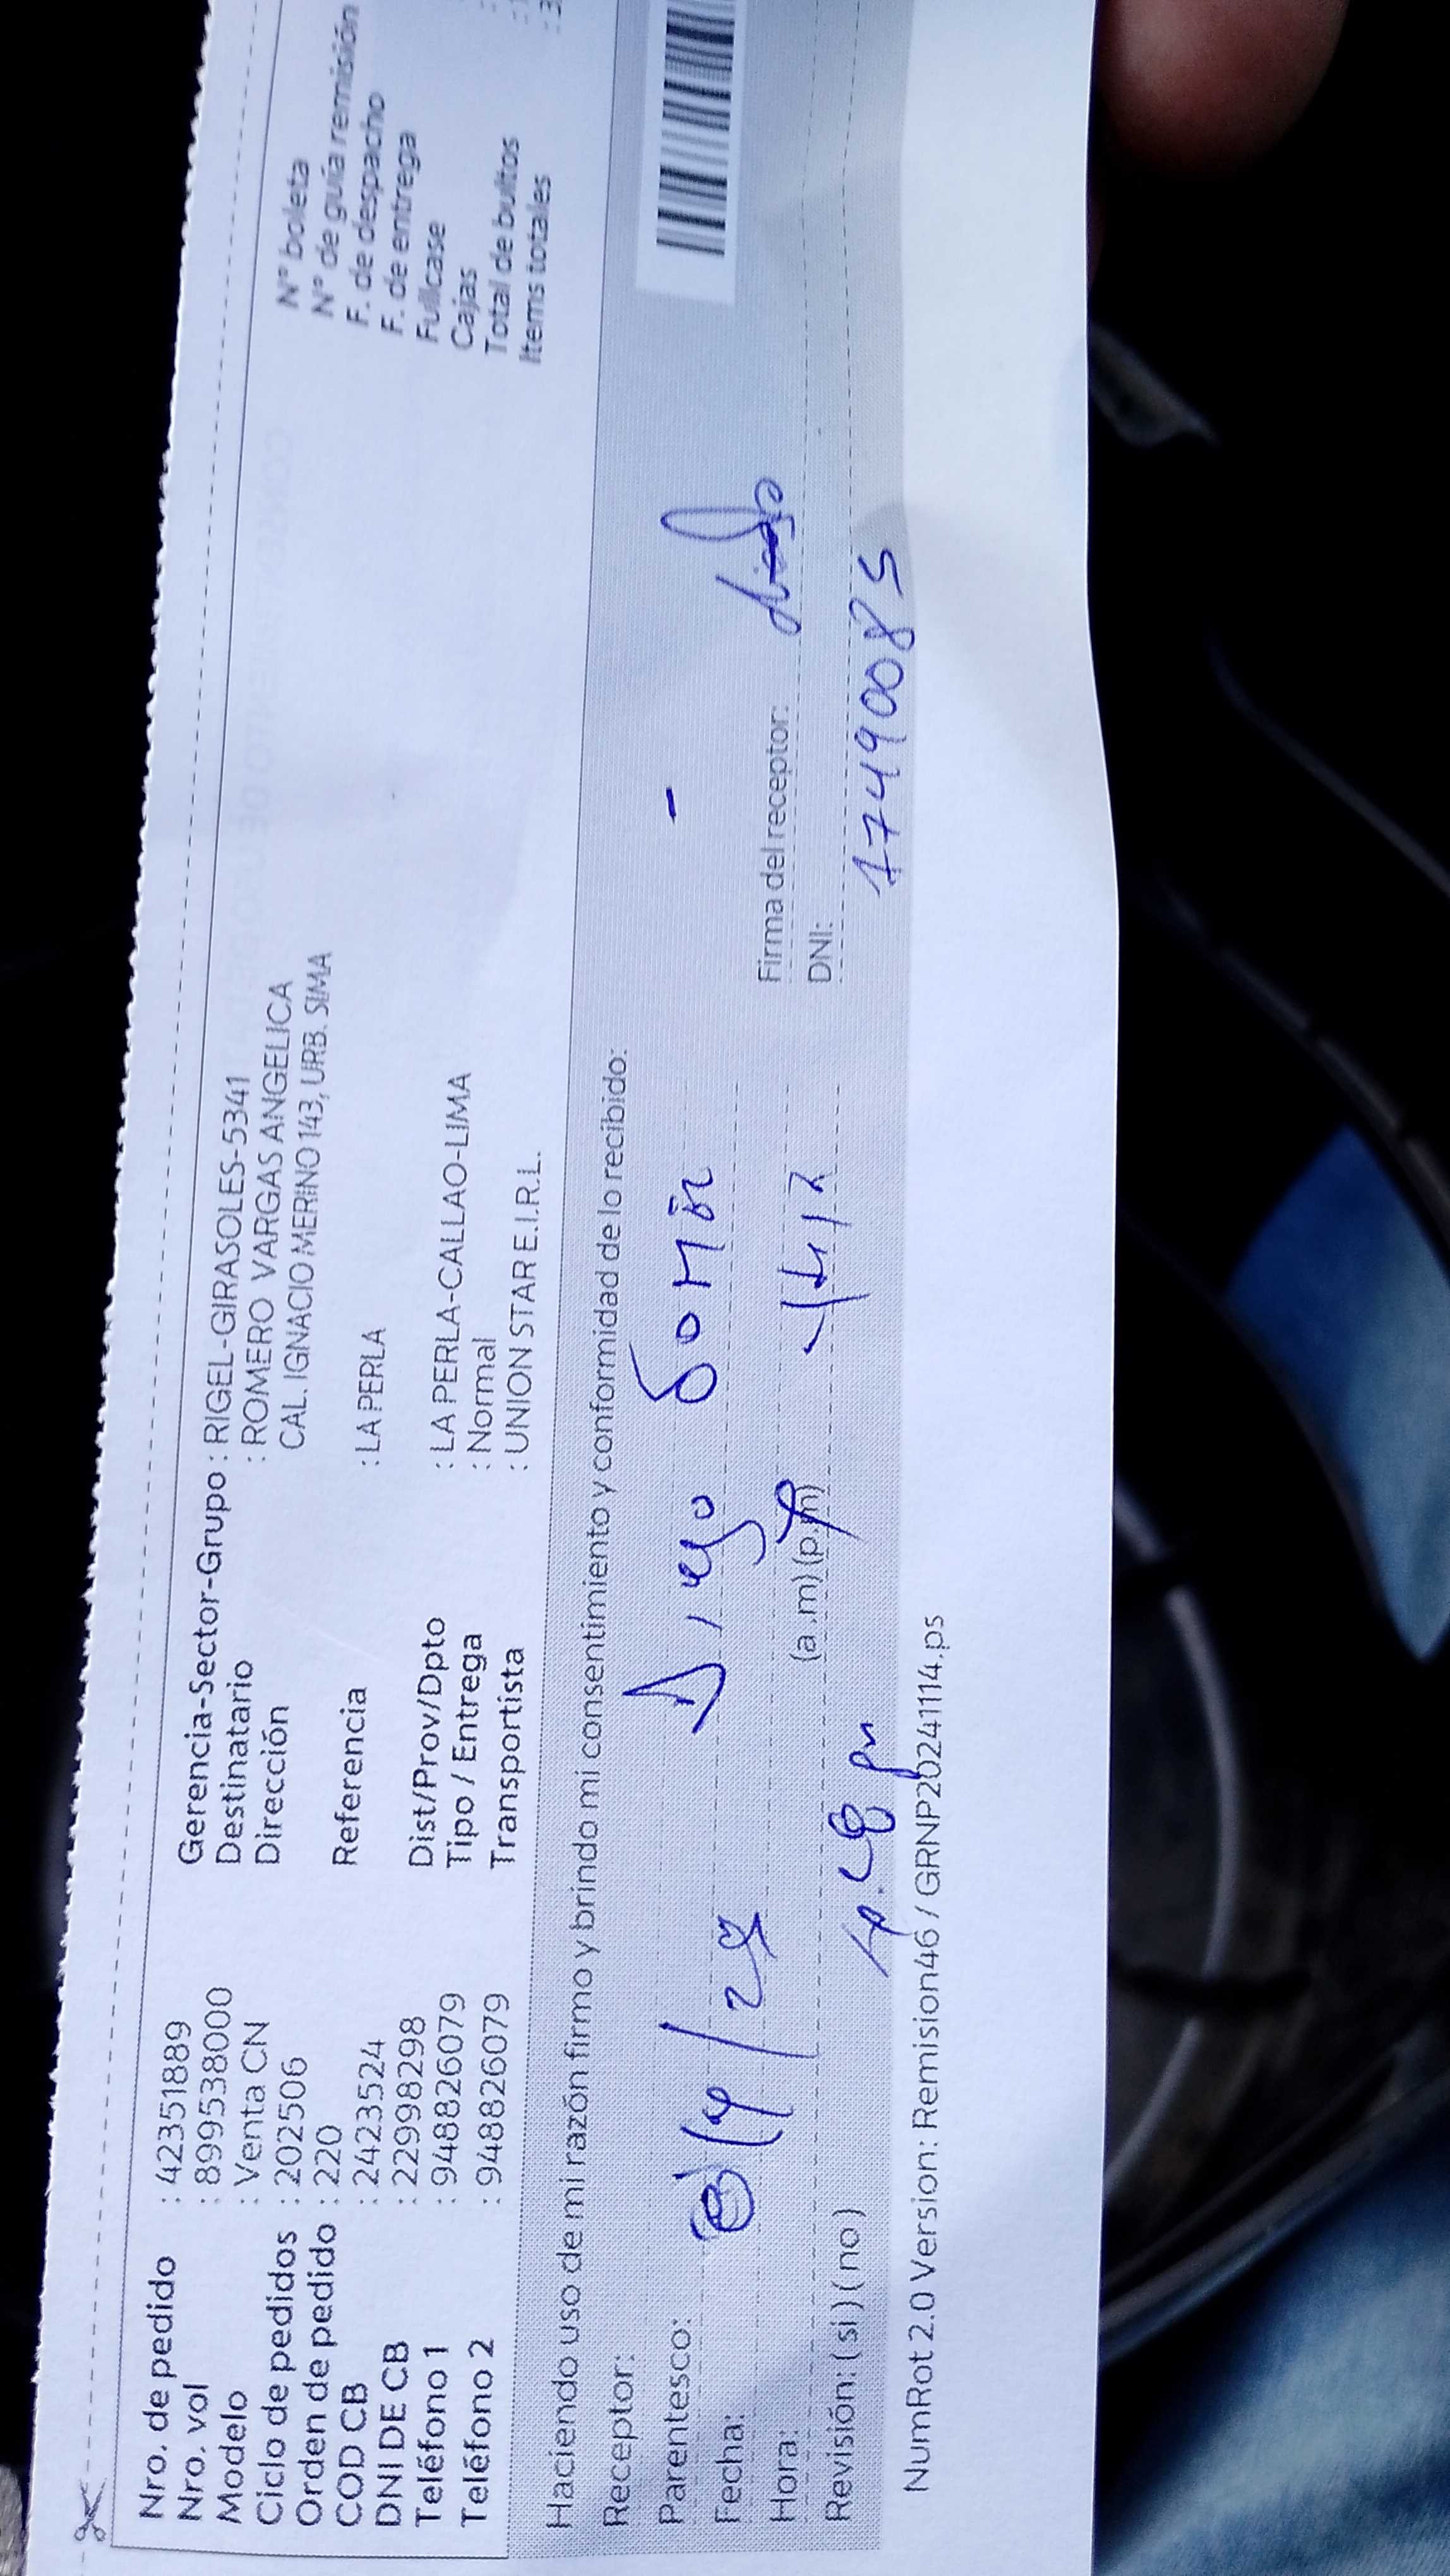 Nro. de pedido : 42351889
Nro. vol : 899538000
Modelo : Venta CN
Ciclo de pedidos : 202506
Orden de pedido : 220
COD CB : 2423524
DNI DE CB : 22998298
Teléfono 1 : 948826079
Teléfono 2 : 948826079
Gerencia-Sector-Grupo : RIGEL-GIRASOLES-5341
Destinatario : ROMERO VARGAS ANGELICA
Dirección CAL. IGNACIO MERINO 143, URB. SIMA
Referencia : LA PERLA
Dist/Prov/Dpto : LA PERLA-CALLAO-LIMA
Tipo / Entrega : Normal
Transportista : UNION STAR E.I.R.L.
N° boleta
N° de guía remisión
F. de despacho
F. de entrega
Fullcase
Cajas
Total de bultos
Items totales
Haciendo uso de mi razón firmo y brindo mi consentimiento y conformidad de lo recibido:
Receptor: Diego
Parentesco:
Fecha:
Firma del receptor: diego
Hora: (a.m) (p.m)
DNI: 17490085
Revisión: (si) (no)
NumRot 2.0 Version: Remision46 / GRNP20241114.ps